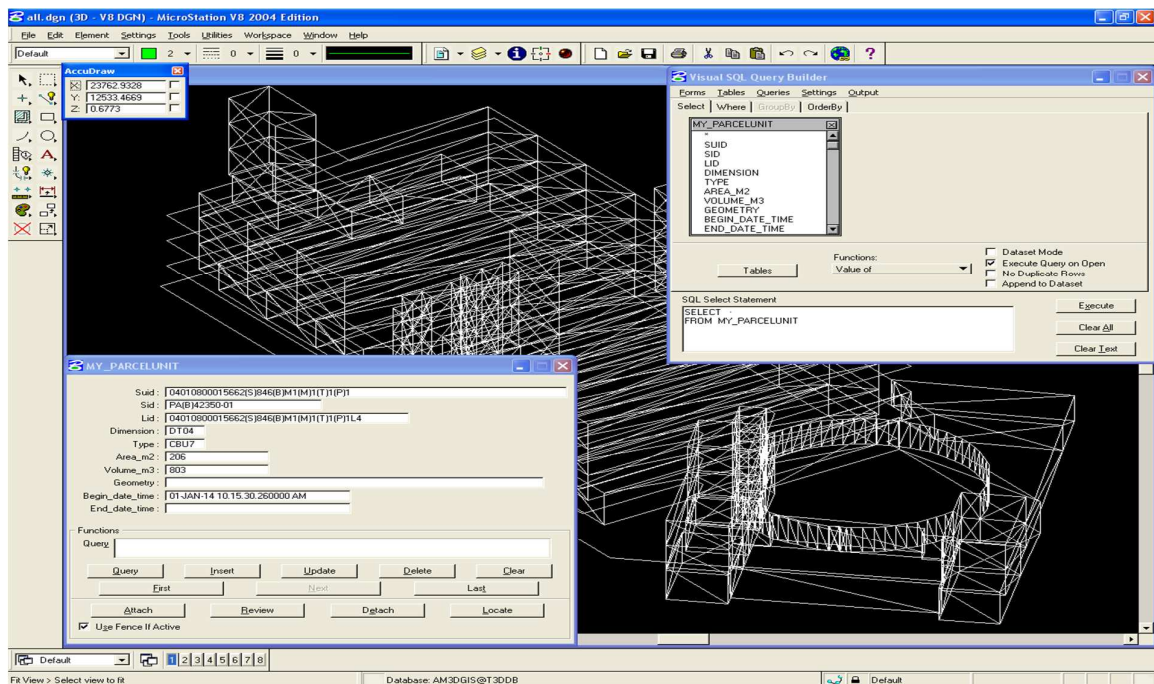 all.dgn (3D - V8 DGN) - MicroStation V8 2004 Edition
File Edit Element Settings Tools Utilities Workspace Window Help
Default 2 0 0
AccuDraw
X: 23762.9328
Y: 12533.4669
Z: 0.6773
Visual SQL Query Builder
Forms Tables Queries Settings Output
Select Where GroupBy OrderBy
MY_PARCELUNIT
*
SUID
SID
LID
DIMENSION
TYPE
AREA_M2
VOLUME_M3
GEOMETRY
BEGIN_DATE_TIME
END_DATE_TIME
Tables
Functions:
Value of
Dataset Mode
Execute Query on Open
No Duplicate Rows
Append to Dataset
SQL Select Statement
SELECT
FROM MY_PARCELUNIT
Execute
Clear All
Clear Text
MY_PARCELUNIT
Suid : 04010800015662(S)846(B)M1(M)1(T)1(P)1
Sid : PA(B)42350-01
Lid : 04010800015662(S)846(B)M1(M)1(T)1(P)1L4
Dimension : DT04
Type : CBU7
Area_m2 : 206
Volume_m3 : 803
Geometry :
Begin_date_time : 01-JAN-14 10.15.30.260000 AM
End_date_time :
Functions
Query
Query Insert Update Delete Clear
First Next Last
Attach Review Detach Locate
Use Fence If Active
Default 1 2 3 4 5 6 7 8
Fit View > Select view to fit Database: AM3DGIS@T3DDB Default